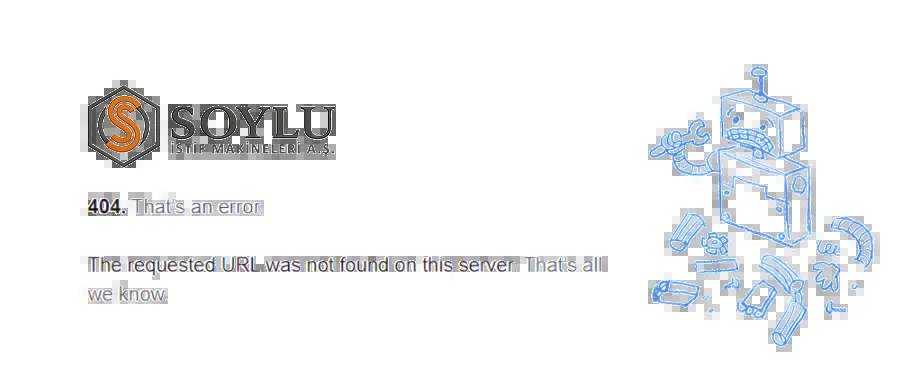 SOYLU
İSTİF MAKİNELERİ A.Ş.
404. That's an error
The requested URL was not found on this server. That's all
we know.